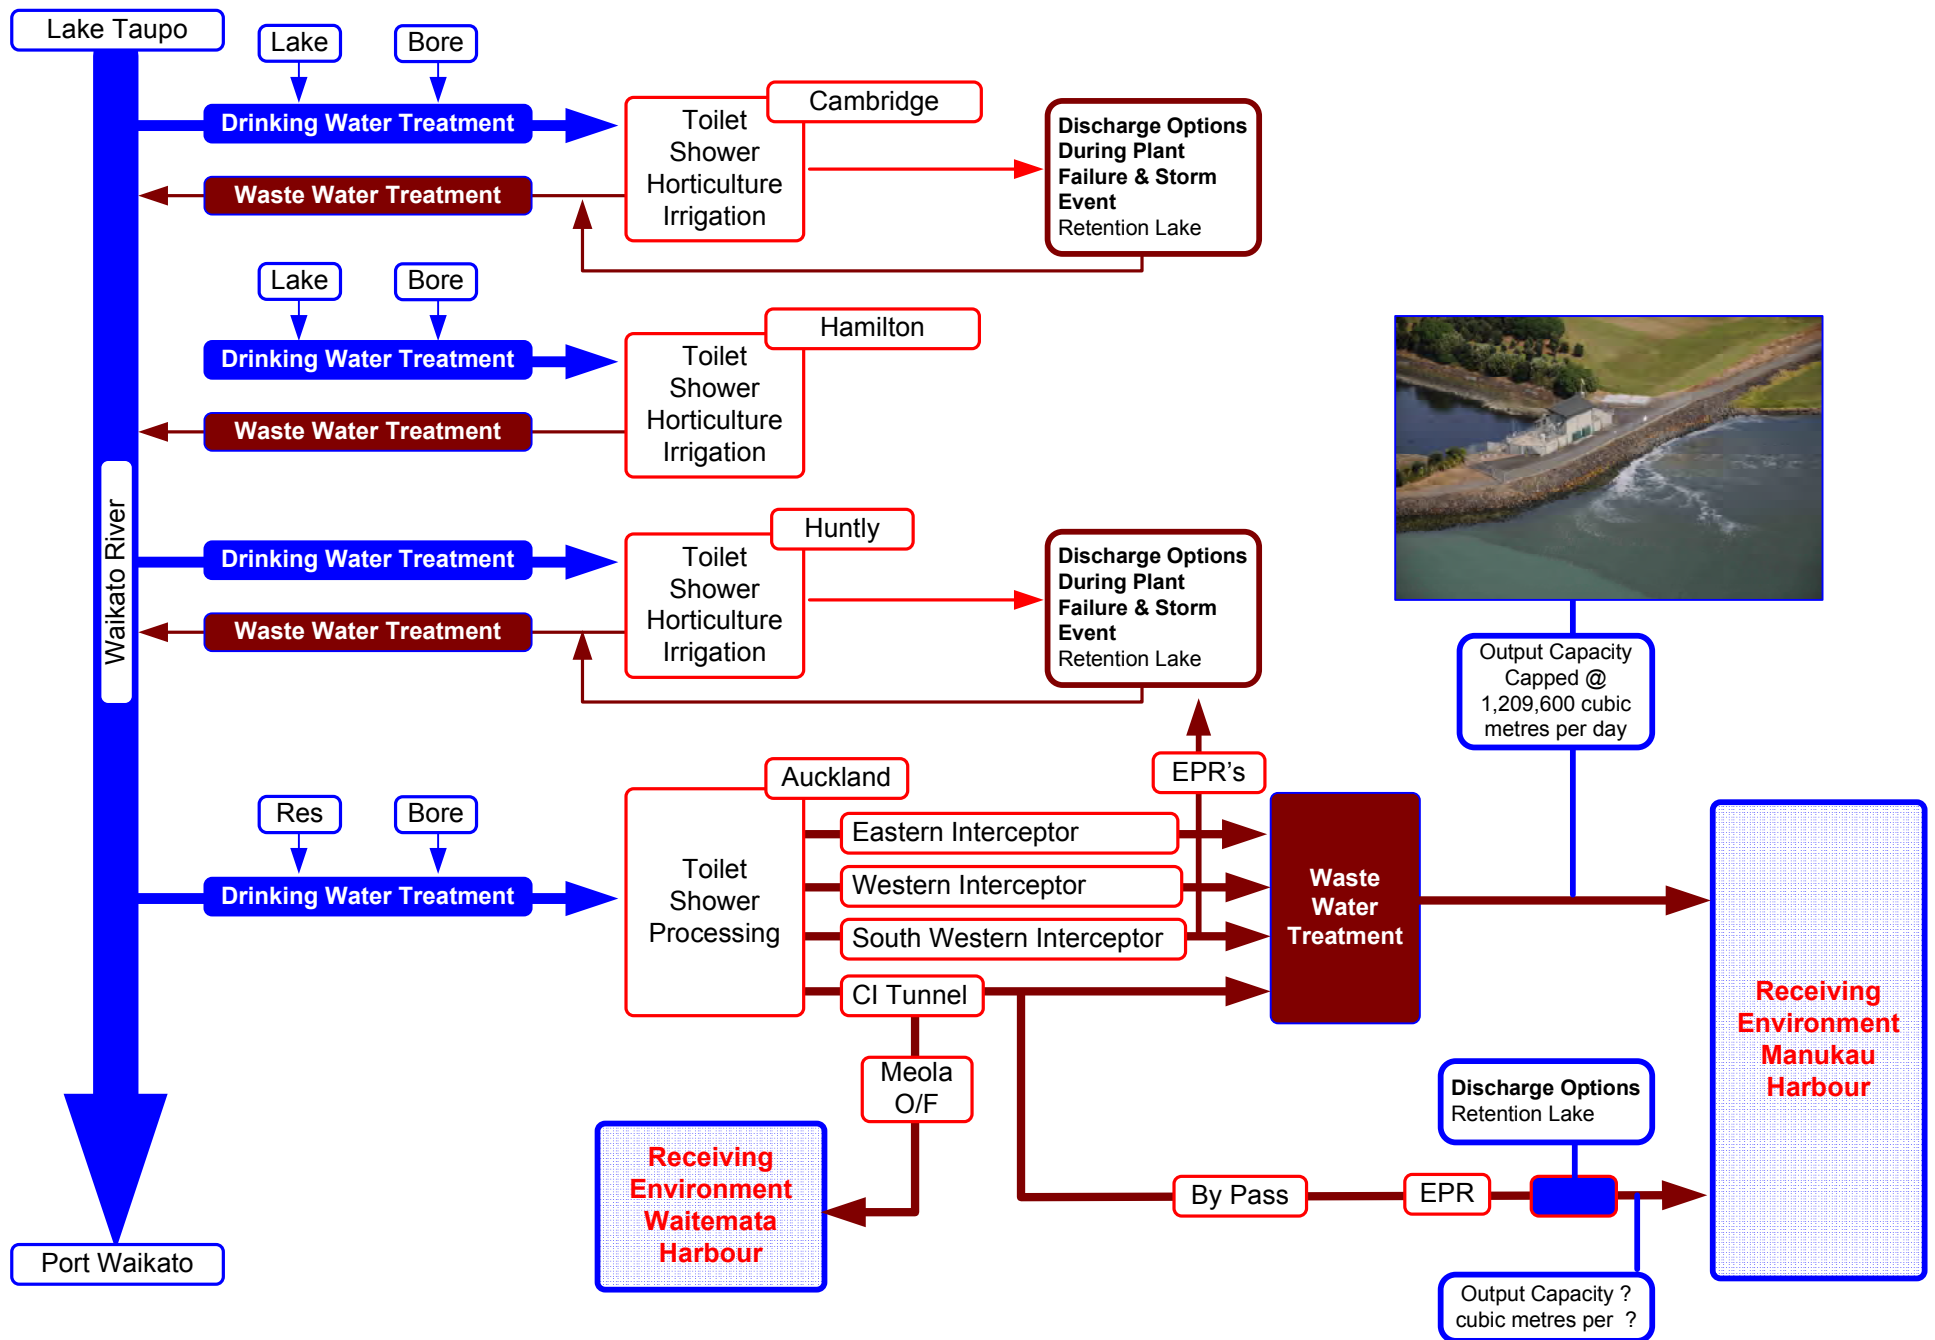 Lake Taupo
Lake
Bore
Drinking Water Treatment
Waste Water Treatment
Toilet
Shower
Horticulture
Irrigation
Cambridge
Discharge Options
During Plant
Failure & Storm
Event
Retention Lake
Lake
Bore
Drinking Water Treatment
Waste Water Treatment
Toilet
Shower
Horticulture
Irrigation
Hamilton
Waikato River
Drinking Water Treatment
Waste Water Treatment
Toilet
Shower
Horticulture
Irrigation
Huntly
Discharge Options
During Plant
Failure & Storm
Event
Retention Lake
Output Capacity
Capped @
1,209,600 cubic
metres per day
EPR's
Res
Bore
Drinking Water Treatment
Toilet
Shower
Processing
Auckland
Eastern Interceptor
Western Interceptor
South Western Interceptor
CI Tunnel
Waste
Water
Treatment
Meola
O/F
Receiving
Environment
Waitemata
Harbour
By Pass
EPR
Discharge Options
Retention Lake
Receiving
Environment
Manukau
Harbour
Output Capacity ?
cubic metres per ?
Port Waikato